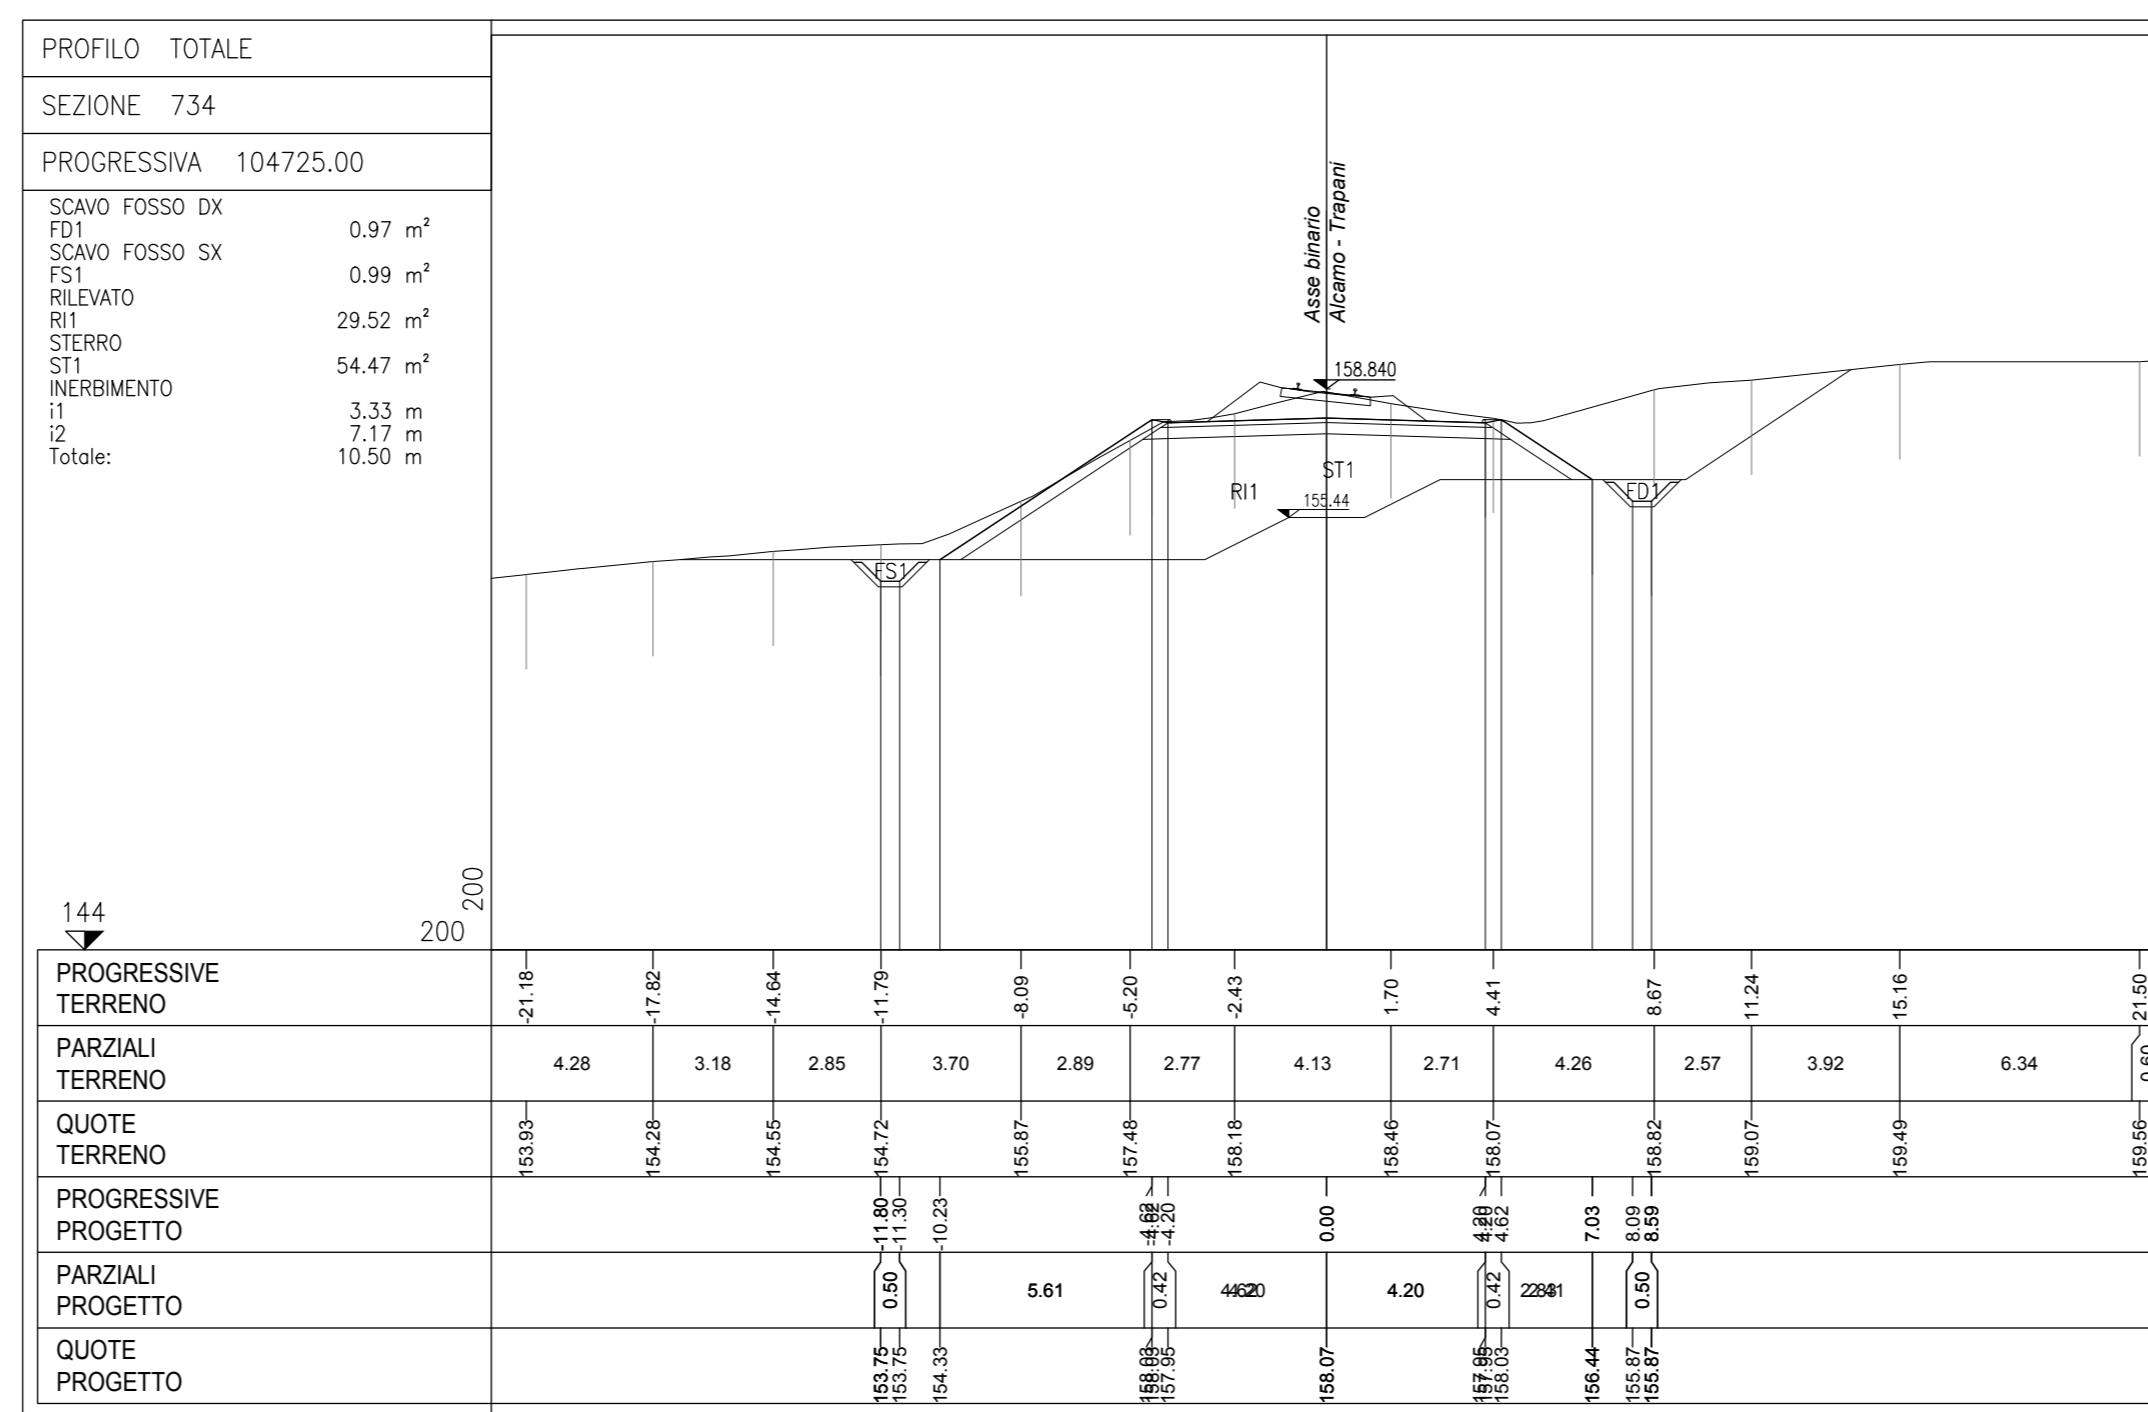 PROFILO TOTALE
SEZIONE 734
PROGRESSIVA 104725.00
SCAVO FOSSO DX
FD1 0.97 m²
SCAVO FOSSO SX
FS1 0.99 m²
RILEVATO
RI1 29.52 m²
STERRO
ST1 54.47 m²
INERBIMENTO
i1 3.33 m
i2 7.17 m
Totale: 10.50 m
Asse binario
Alcamo - Trapani
158.840
ST1
RI1
155.44
FD1
FS1
144
200
200
PROGRESSIVE
TERRENO
-21.18 -17.82 -14.64 -11.79 -8.09 -5.20 -2.43 1.70 4.41 8.67 11.24 15.16 21.50
PARZIALI
TERRENO
4.28 3.18 2.85 3.70 2.89 2.77 4.13 2.71 4.26 2.57 3.92 6.34 0.60
QUOTE
TERRENO
153.93 154.28 154.55 154.72 155.87 157.48 158.18 158.46 158.07 158.82 159.07 159.49 159.56
PROGRESSIVE
PROGETTO
-11.80 -11.30 -10.23 -4.62 -4.20 0.00 4.20 4.62 7.03 8.09 8.59
PARZIALI
PROGETTO
0.50 5.61 0.42 4.20 0.42 0.50
QUOTE
PROGETTO
153.75 153.75 154.33 158.03 157.95 158.07 157.95 158.03 156.44 155.87 155.87